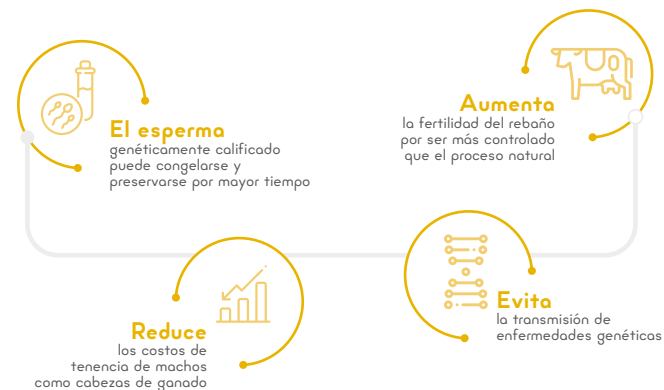 El esperma
genéticamente calificado
puede congelarse y
preservarse por mayor tiempo
Aumenta
la fertilidad del rebaño
por ser más controlado
que el proceso natural
Reduce
los costos de
tenencia de machos
como cabezas de ganado
Evita
la transmisión de
enfermedades genéticas